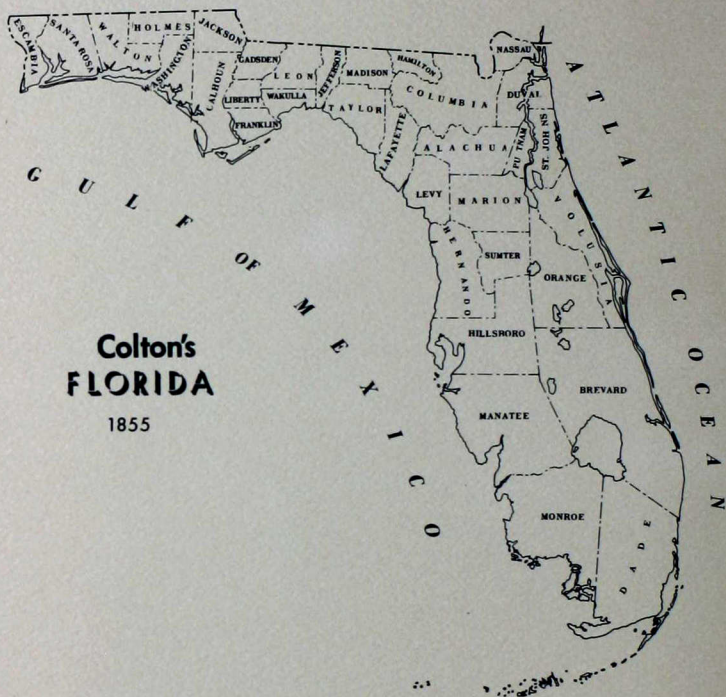 ESCAMBIA
SANTA ROSA
WALTON
HOLMES
WASHINGTON
JACKSON
CALHOUN
GADSDEN
LIBERTY
FRANKLIN
LEON
WAKULLA
JEFFERSON
MADISON
TAYLOR
HAMILTON
LAFAYETTE
COLUMBIA
NASSAU
DUVAL
ST. JOHNS
PUTNAM
ALACHUA
LEVY
MARION
VOLUSIA
HERNANDO
SUMTER
ORANGE
HILLSBORO
BREVARD
MANATEE
MONROE
DADE
GULF OF MEXICO
ATLANTIC OCEAN
Colton's
FLORIDA
1855